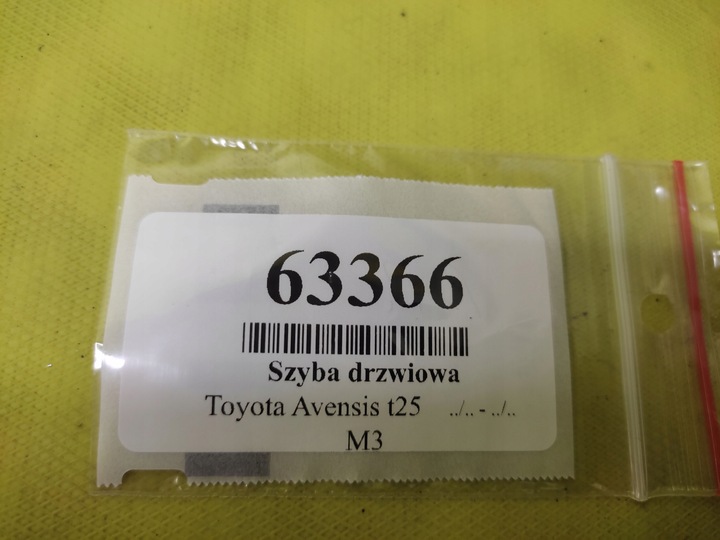 63366
Szyba drzwiowa
Toyota Avensis t25 ../.. - ../..
M3